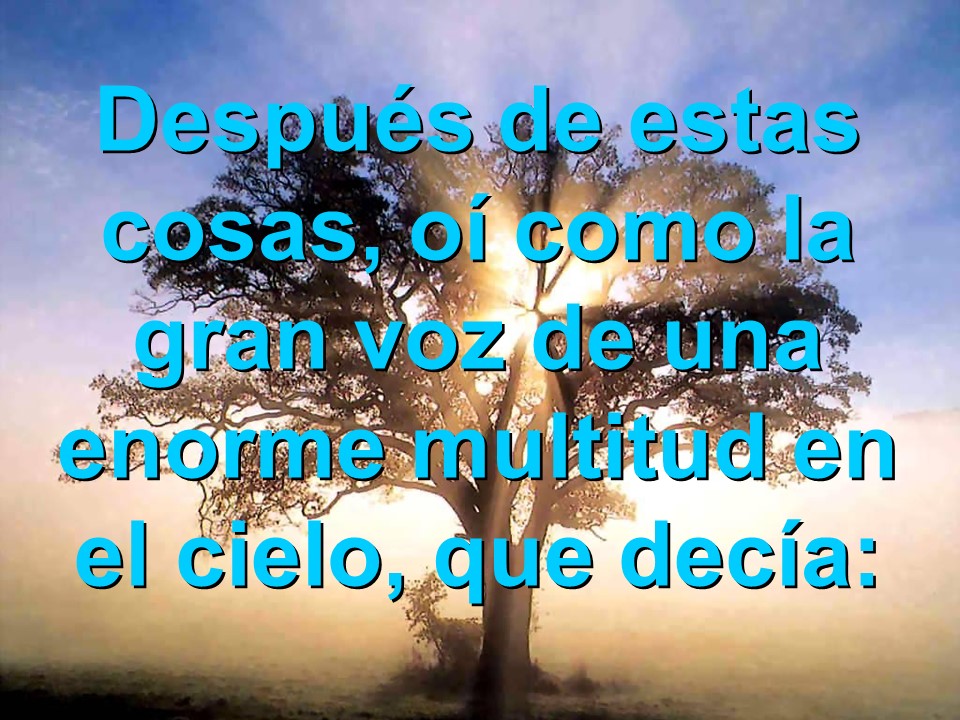 Después de estas
cosas, oí como la
gran voz de una
enorme multitud en
el cielo, que decía: